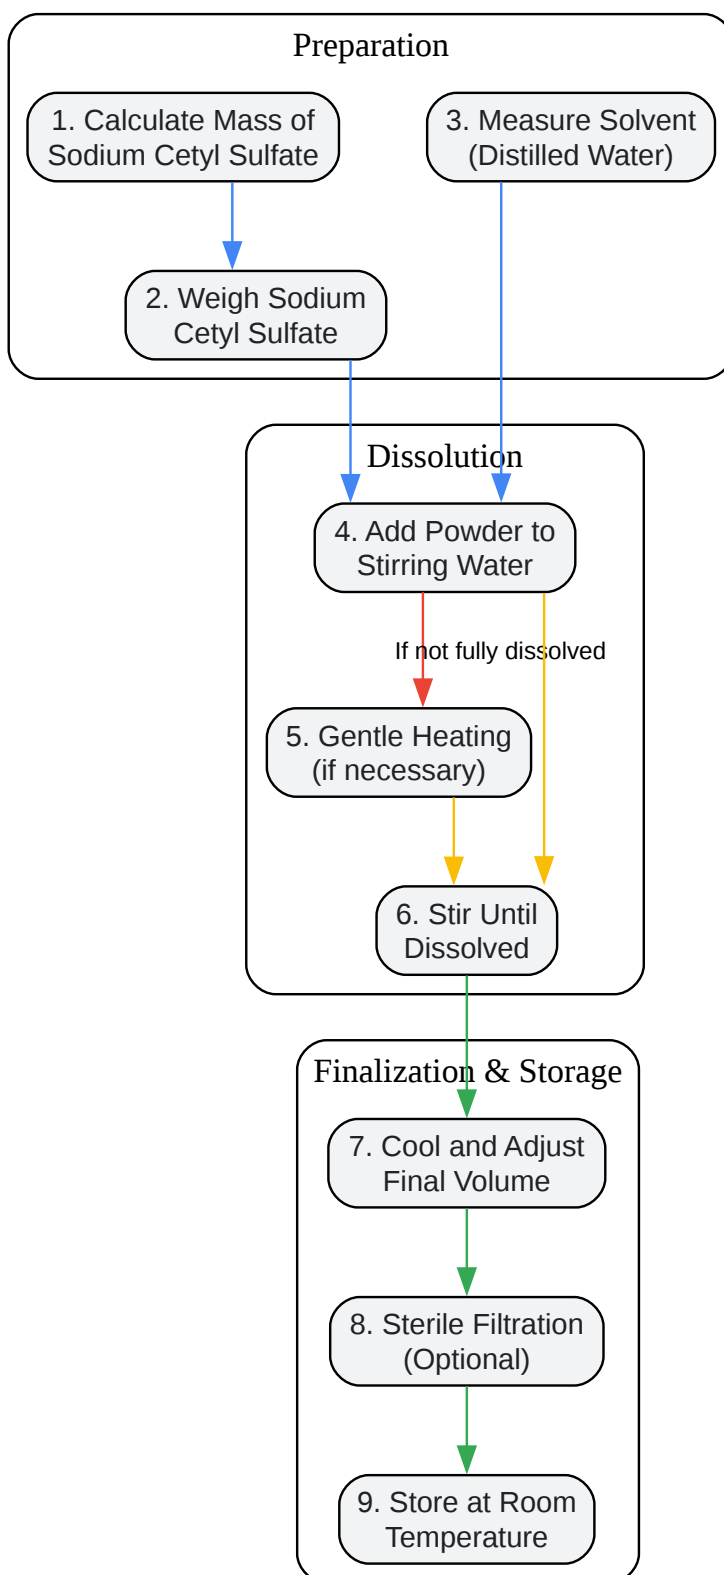 Preparation
1. Calculate Mass of
Sodium Cetyl Sulfate
3. Measure Solvent
(Distilled Water)
2. Weigh Sodium
Cetyl Sulfate
Dissolution
4. Add Powder to
Stirring Water
If not fully dissolved
5. Gentle Heating
(if necessary)
6. Stir Until
Dissolved
Finalization & Storage
7. Cool and Adjust
Final Volume
8. Sterile Filtration
(Optional)
9. Store at Room
Temperature